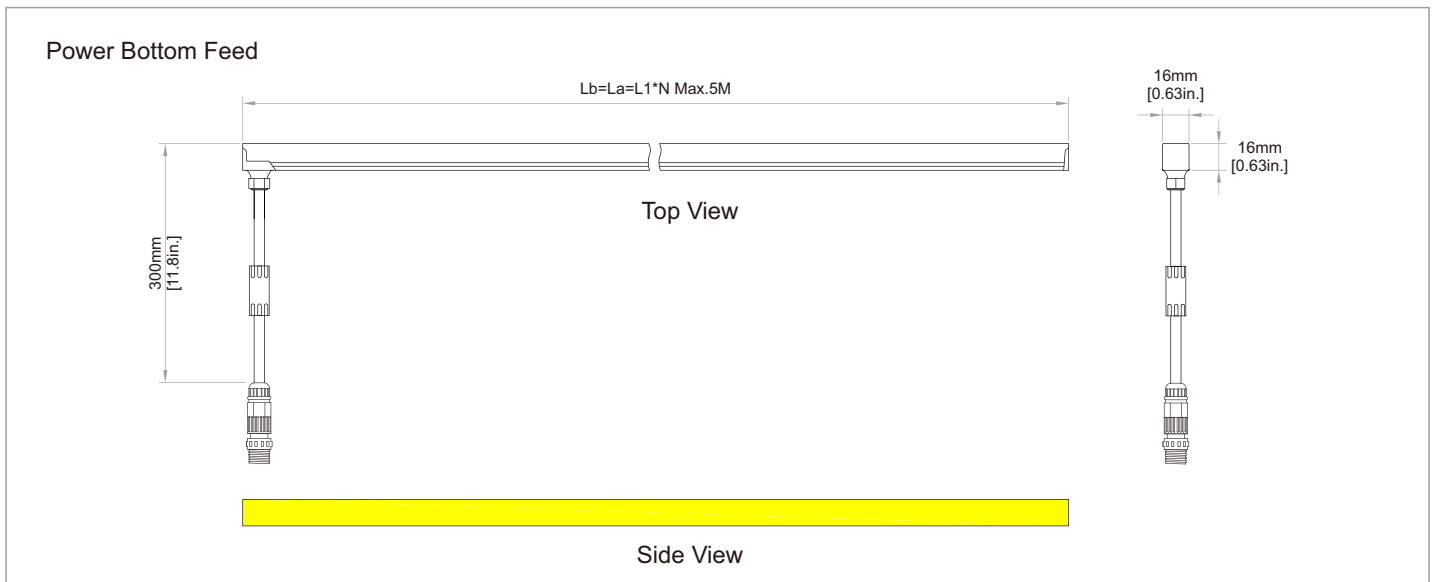 Power Bottom Feed
Lb=La=L1*N Max.5M
16mm
[0.63in.]
16mm
[0.63in.]
Top View
300mm
[11.8in.]
Side View